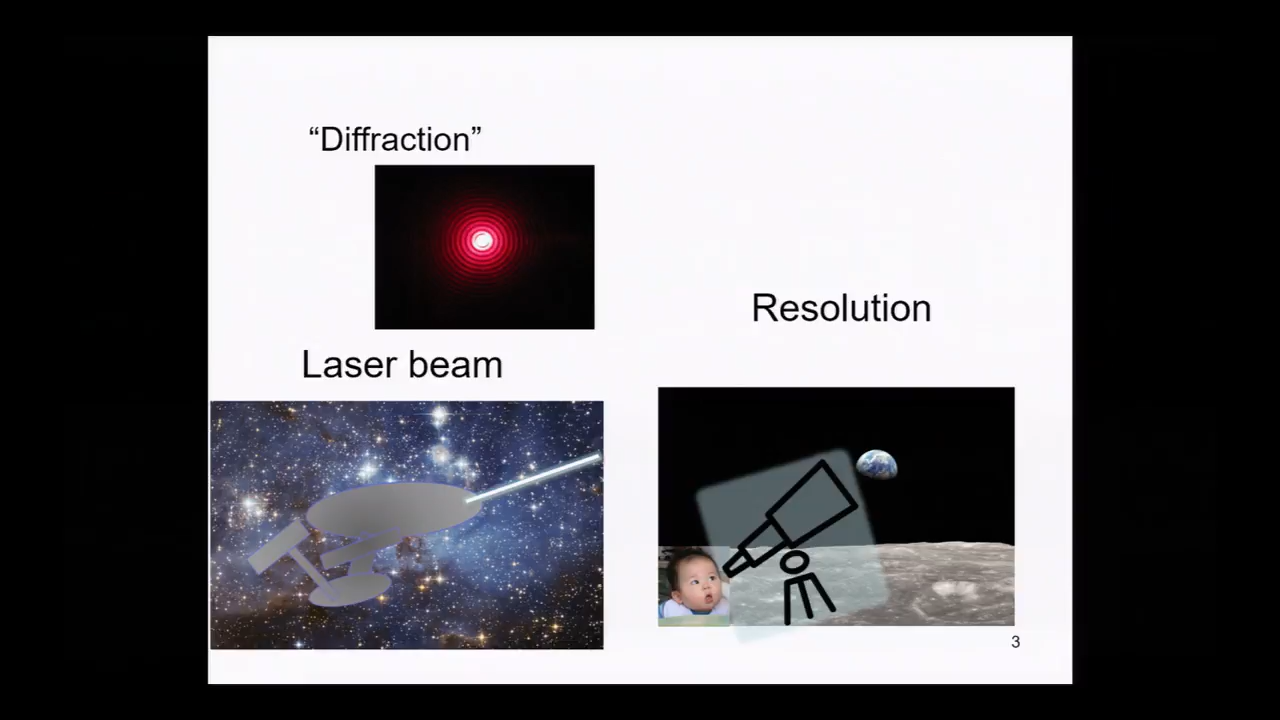 “Diffraction”
Resolution
Laser beam
3